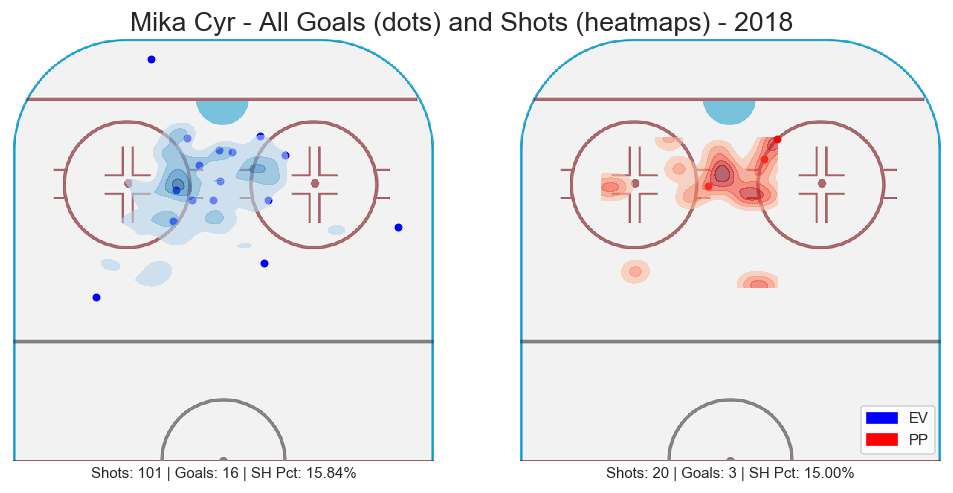 Mika Cyr - All Goals (dots) and Shots (heatmaps) - 2018
EV
PP
Shots: 101 | Goals: 16 | SH Pct: 15.84%
Shots: 20 | Goals: 3 | SH Pct: 15.00%